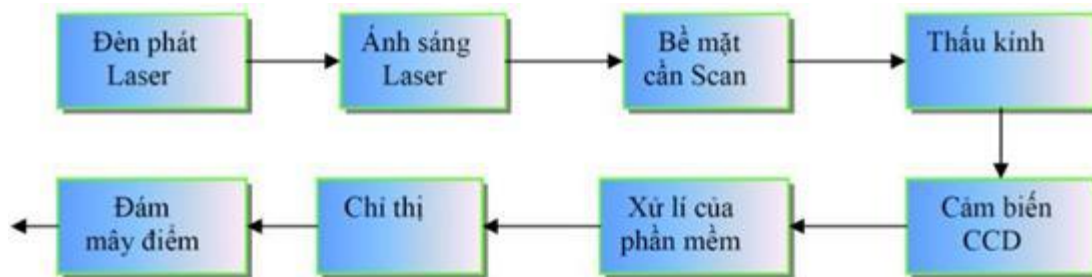 Đèn phát
Laser
Ánh sáng
Laser
Bề mặt
cần Scan
Thấu kính
Cảm biến
CCD
Xử lí của
phần mềm
Chỉ thị
Đám
mây điểm